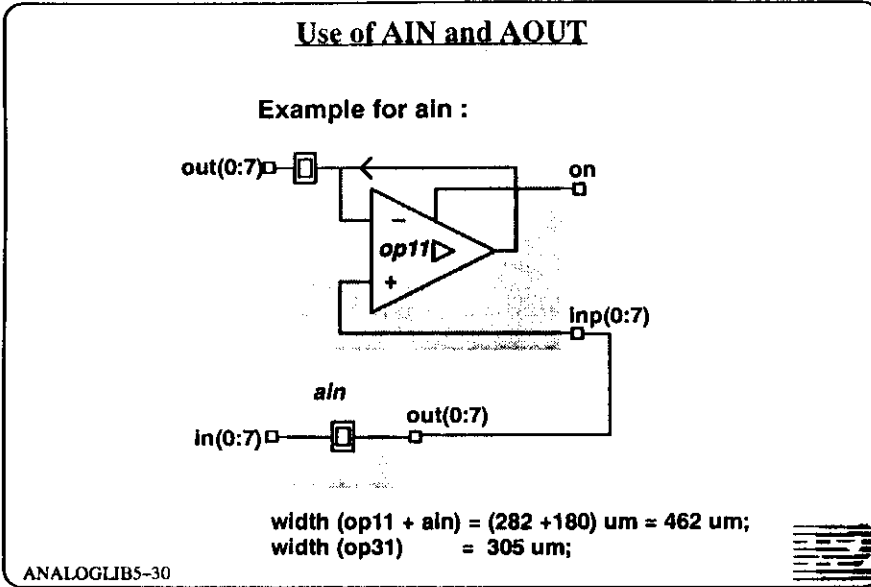 Use of AIN and AOUT
Example for ain :
out(0:7)
on
−
op11
+
inp(0:7)
ain
in(0:7)
out(0:7)
width (op11 + ain) = (282 +180) um = 462 um;
width (op31) = 305 um;
ANALOGLIB5-30